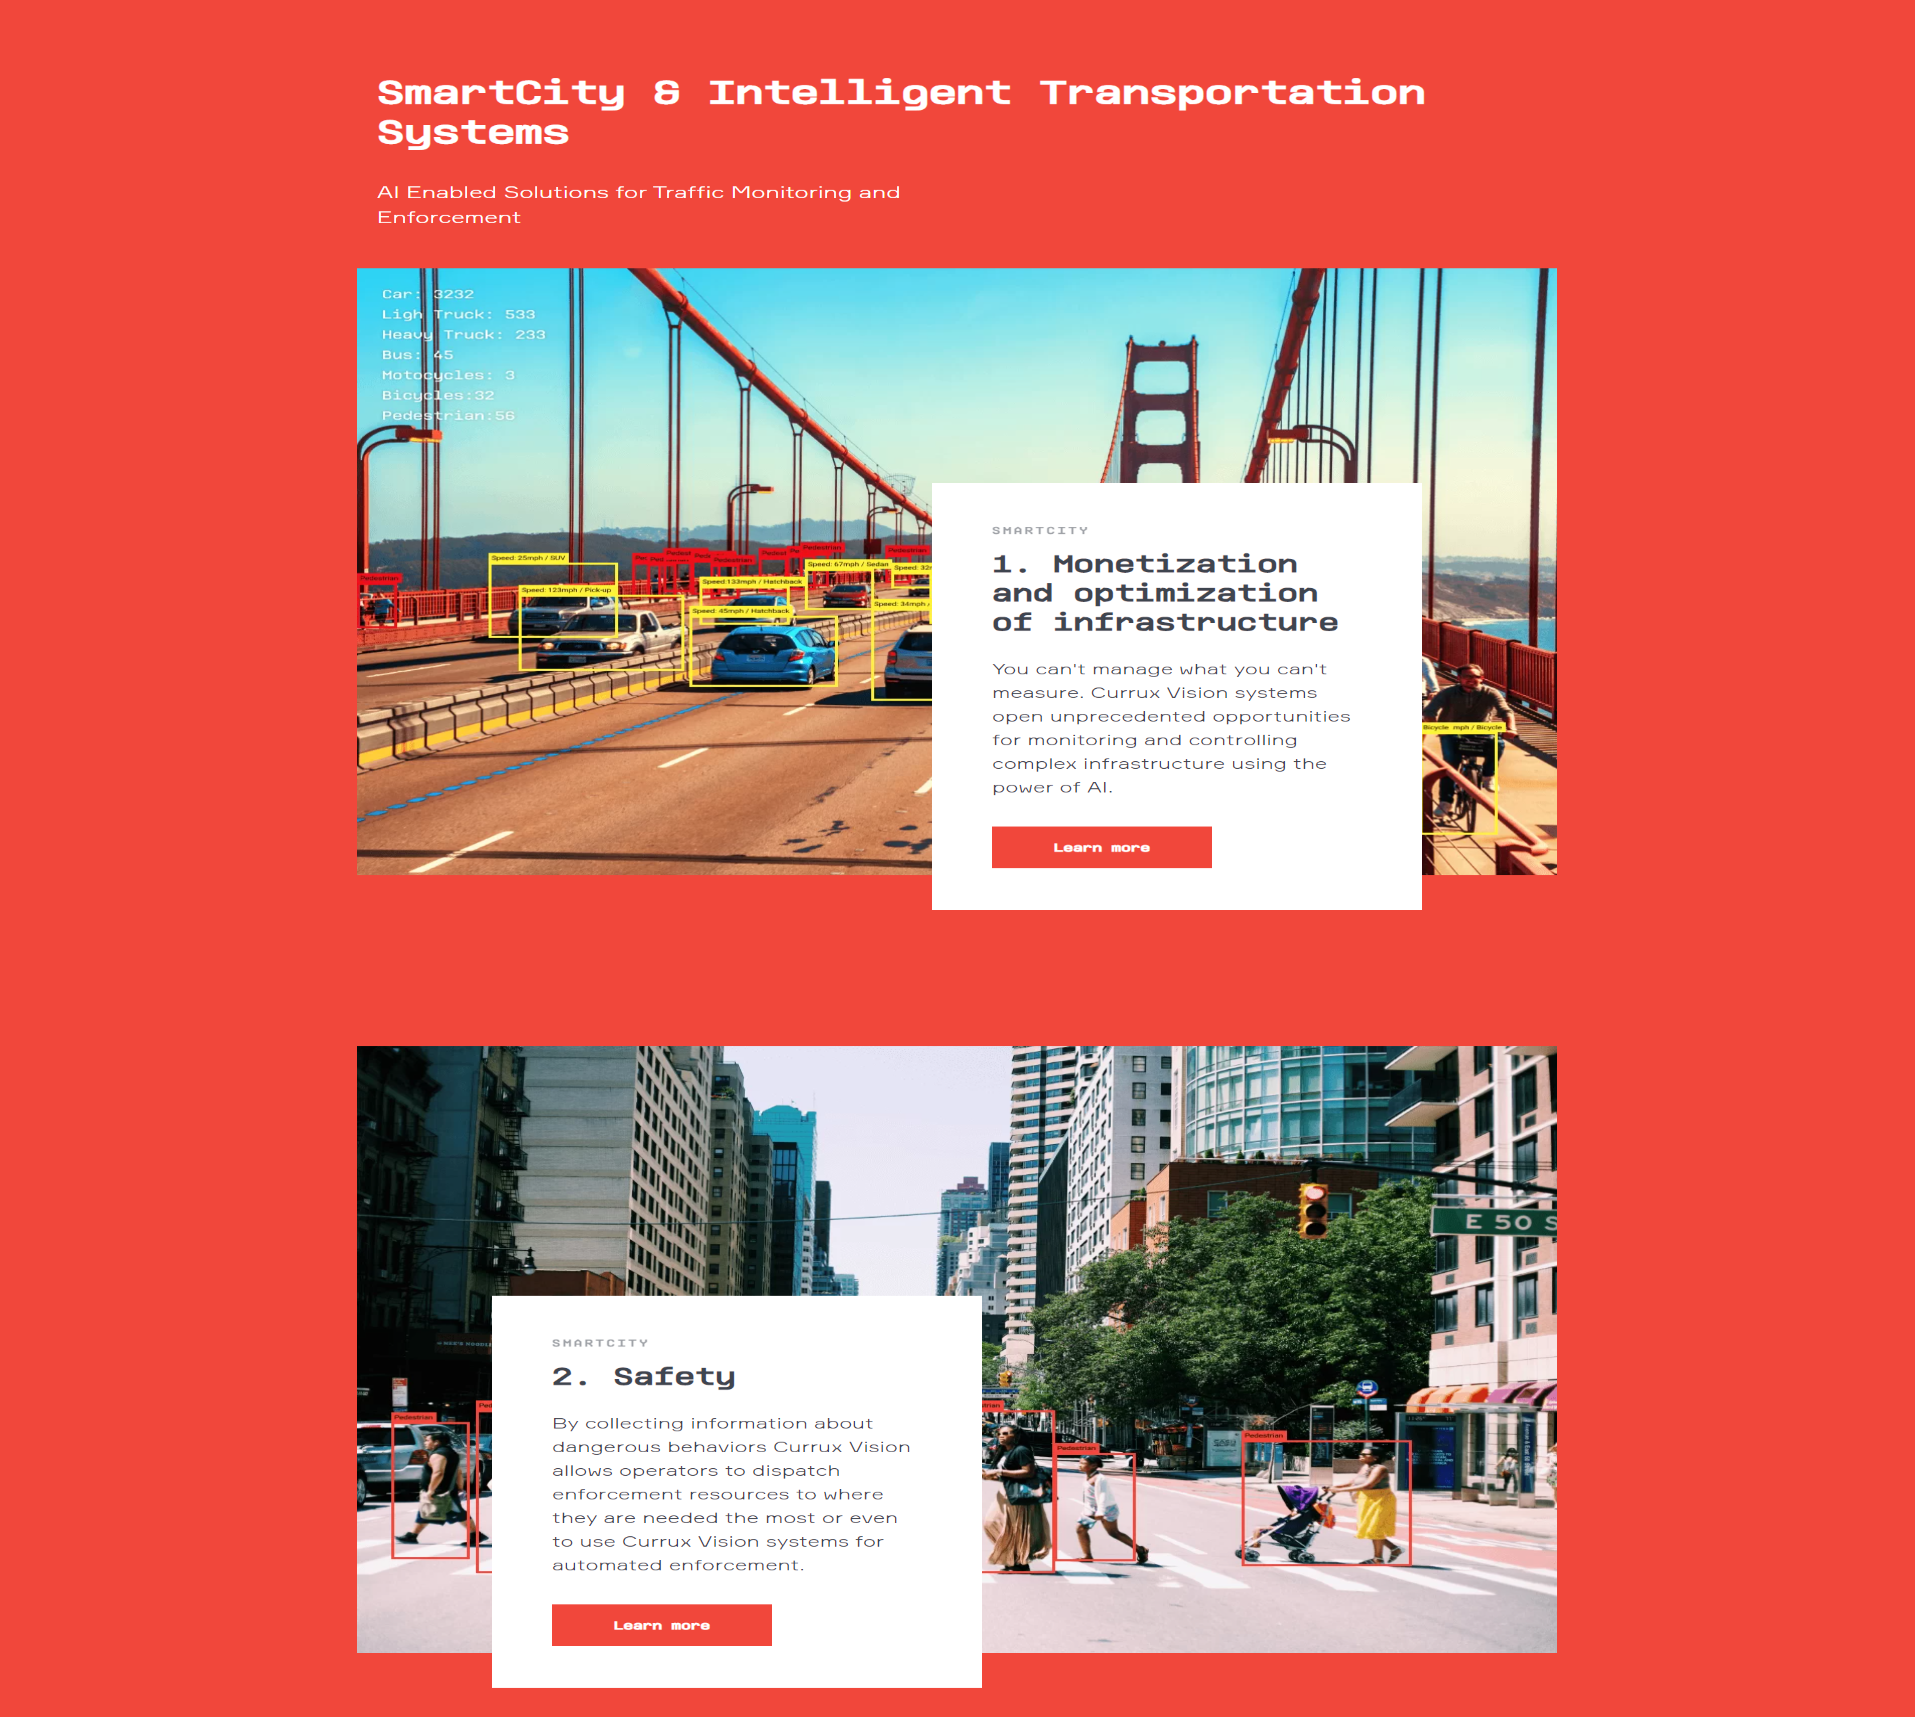 SmartCity & Intelligent Transportation
Systems
AI Enabled Solutions for Traffic Monitoring and
Enforcement
Car: 3232
Ligh Truck: 533
Heavy Truck: 233
Bus: 45
Motocycles: 3
Bicycles:32
Pedestrian:56
Speed: 25mph / SUV
Speed: 123mph / Pick-up
Speed:133mph / Hatchback
Speed: 45mph / Hatchback
Speed: 67mph / Sedan
Speed: 34mph /
Pedestrian
Pedestrian
Pedestrian
Pedestrian
SMARTCITY
1. Monetization
and optimization
of infrastructure
You can't manage what you can't
measure. Currux Vision systems
open unprecedented opportunities
for monitoring and controlling
complex infrastructure using the
power of AI.
Learn more
Bicycle mph / Bicycle
E 50 S
SMARTCITY
2. Safety
By collecting information about
dangerous behaviors Currux Vision
allows operators to dispatch
enforcement resources to where
they are needed the most or even
to use Currux Vision systems for
automated enforcement.
Learn more
Pedestrian
Pedestrian
Pedestrian